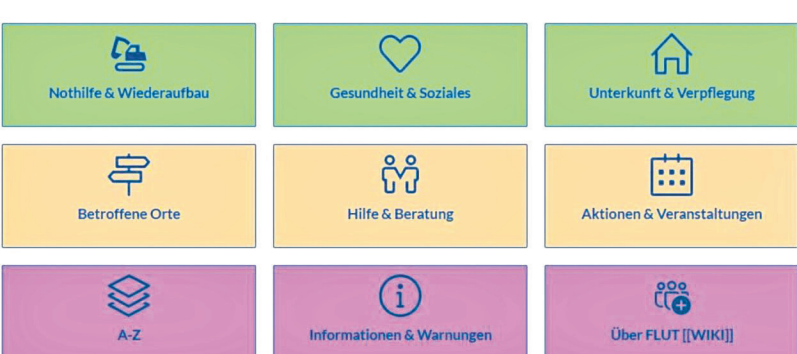 Nothilfe & Wiederaufbau
Gesundheit & Soziales
Unterkunft & Verpflegung
Betroffene Orte
Hilfe & Beratung
Aktionen & Veranstaltungen
A-Z
Informationen & Warnungen
Über FLUT [[WIKI]]